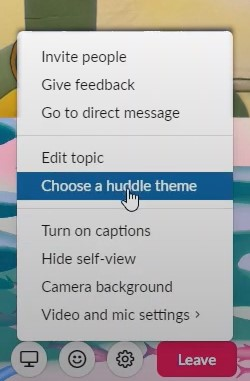 Invite people
Give feedback
Go to direct message
Edit topic
Choose a huddle theme
Turn on captions
Hide self-view
Camera background
Video and mic settings ›
Leave